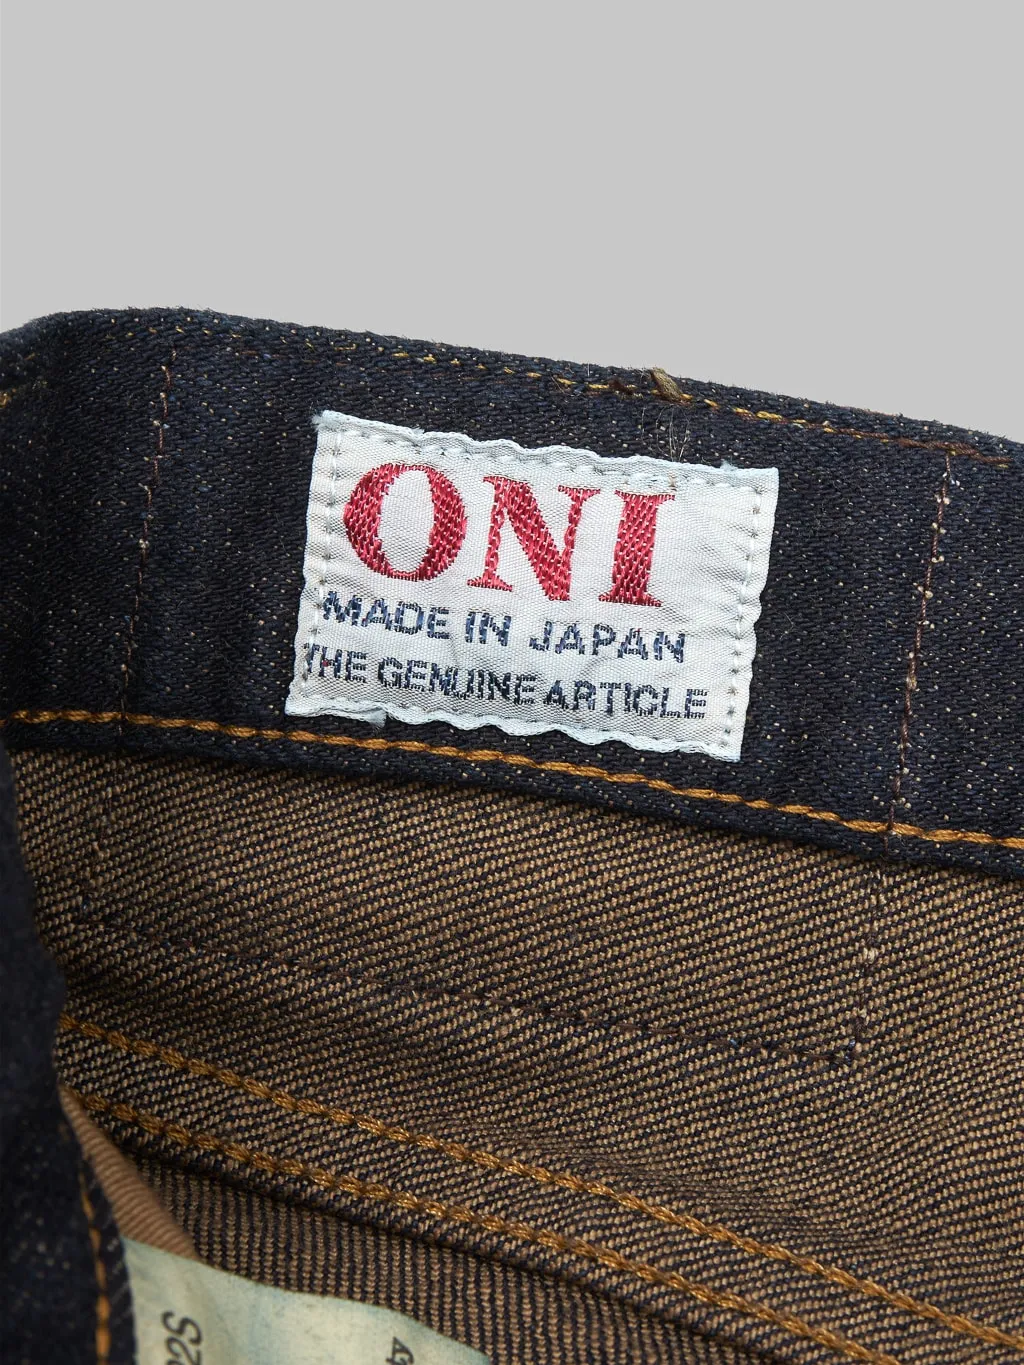 ONI
MADE IN JAPAN
THE GENUINE ARTICLE